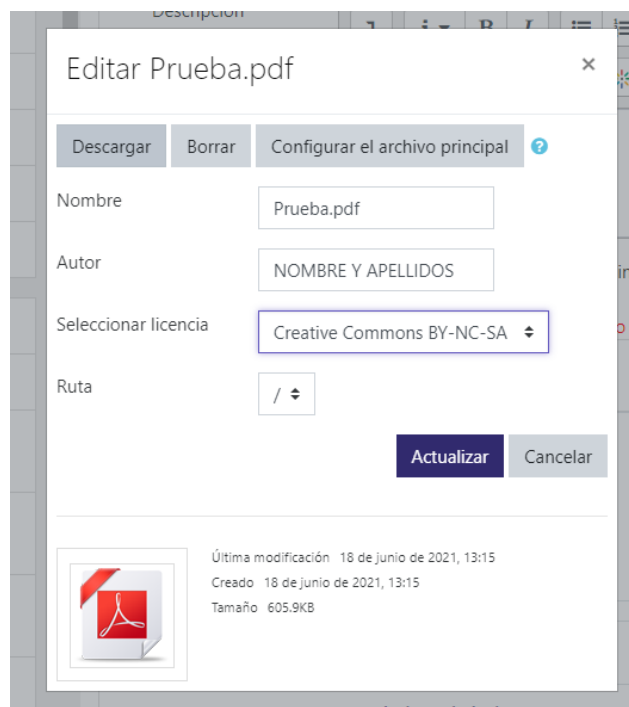 Descripción
Editar Prueba.pdf ×
Descargar Borrar Configurar el archivo principal ?
Nombre Prueba.pdf
Autor NOMBRE Y APELLIDOS
Seleccionar licencia Creative Commons BY-NC-SA
Ruta /
Actualizar Cancelar
Última modificación 18 de junio de 2021, 13:15
Creado 18 de junio de 2021, 13:15
Tamaño 605.9KB